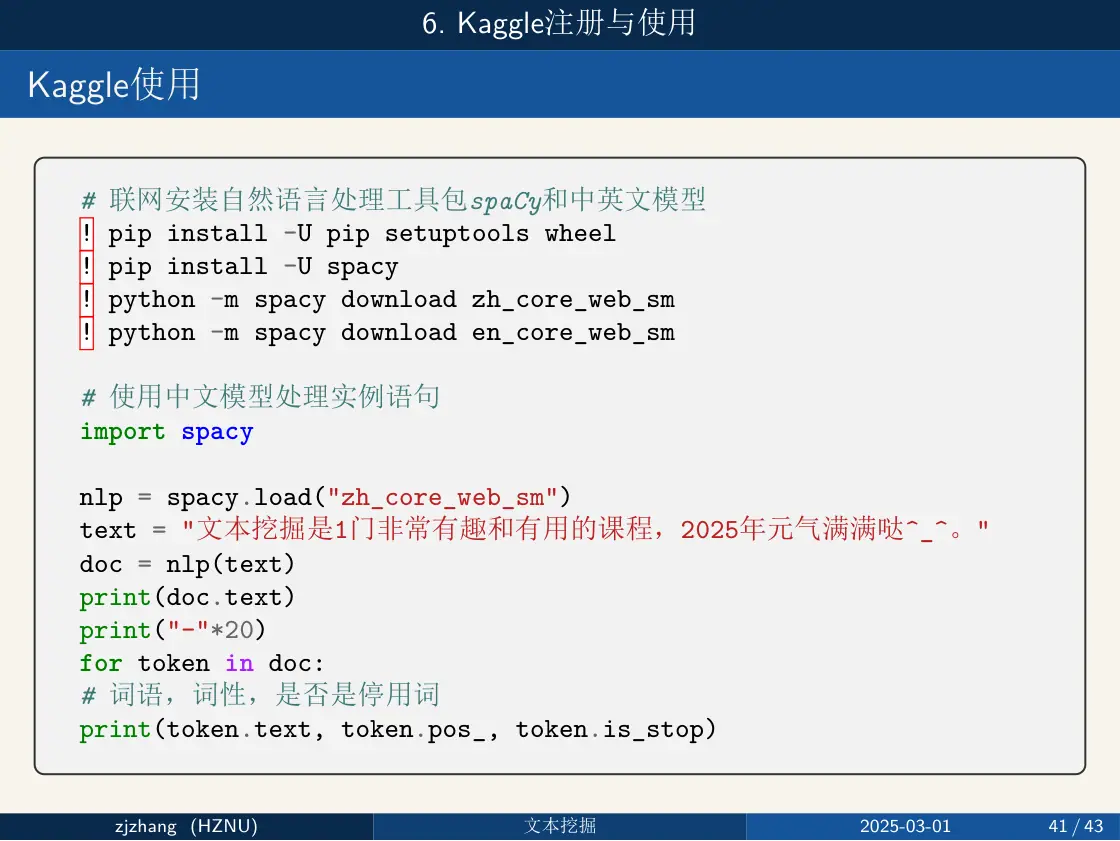 6. Kaggle注册与使用
Kaggle使用
# 联网安装自然语言处理工具包spaCy和中英文模型
! pip install -U pip setuptools wheel
! pip install -U spacy
! python -m spacy download zh_core_web_sm
! python -m spacy download en_core_web_sm
# 使用中文模型处理实例语句
import spacy
nlp = spacy.load("zh_core_web_sm")
text = "文本挖掘是1门非常有趣和有用的课程，2025年元气满满哒^_^。"
doc = nlp(text)
print(doc.text)
print("-"*20)
for token in doc:
# 词语，词性，是否是停用词
print(token.text, token.pos_, token.is_stop)
zjzhang (HZNU) 文本挖掘 2025-03-01 41 / 43